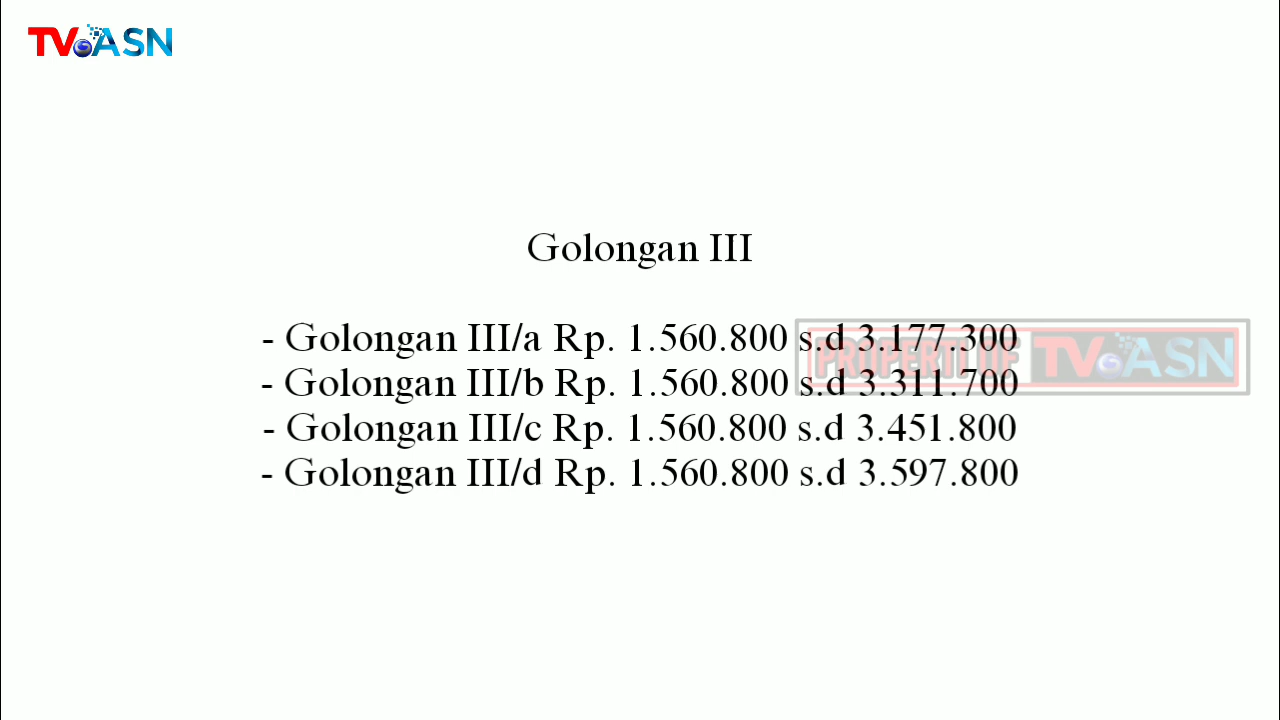 TVASN
Golongan III
- Golongan III/a Rp. 1.560.800 s.d 3.177.300
- Golongan III/b Rp. 1.560.800 s.d 3.311.700
- Golongan III/c Rp. 1.560.800 s.d 3.451.800
- Golongan III/d Rp. 1.560.800 s.d 3.597.800
PROPERTI OF TVASN